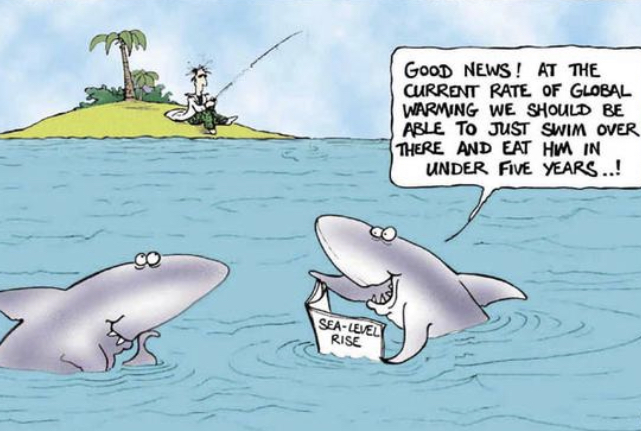 GOOD NEWS! AT THE
CURRENT RATE OF GLOBAL
WARMING WE SHOULD BE
ABLE TO JUST SWIM OVER
THERE AND EAT HIM IN
UNDER FIVE YEARS..!
SEA-LEVEL
RISE